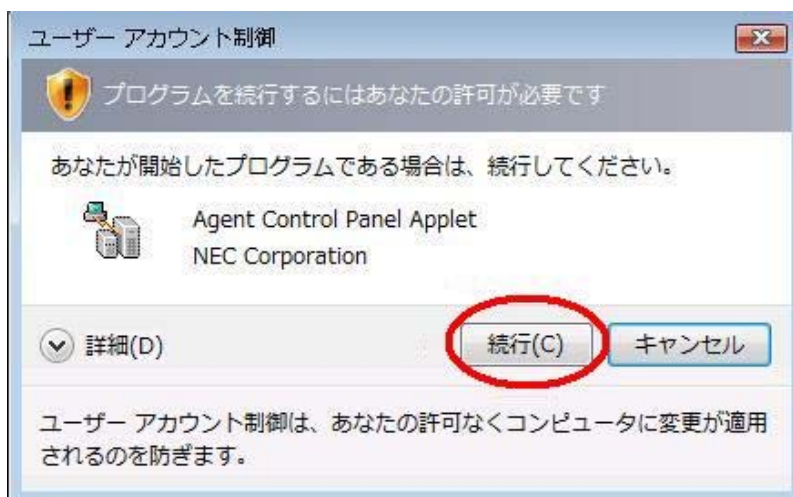 ユーザー アカウント制御
プログラムを続行するにはあなたの許可が必要です
あなたが開始したプログラムである場合は、続行してください。
Agent Control Panel Applet
NEC Corporation
詳細(D)
続行(C)
キャンセル
ユーザー アカウント制御は、あなたの許可なくコンピュータに変更が適用
されるのを防ぎます。